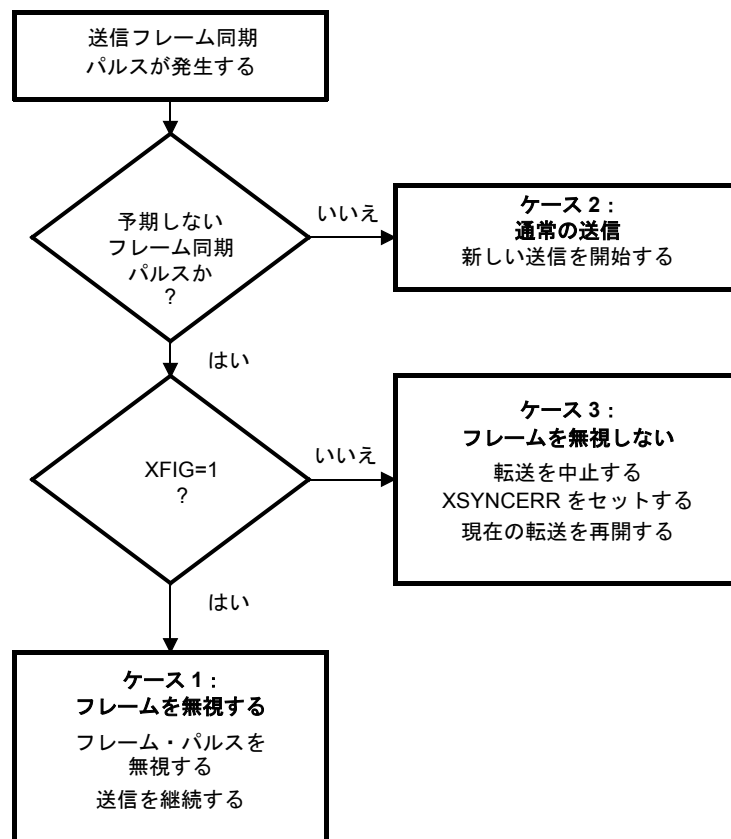 送信フレーム同期
パルスが発生する
予期しない
フレーム同期
パルスか
?
いいえ
ケース 2：
通常の送信
新しい送信を開始する
はい
XFIG=1
?
いいえ
ケース 3：
フレームを無視しない
転送を中止する
XSYNCERR をセットする
現在の転送を再開する
はい
ケース 1：
フレームを無視する
フレーム・パルスを
無視する
送信を継続する